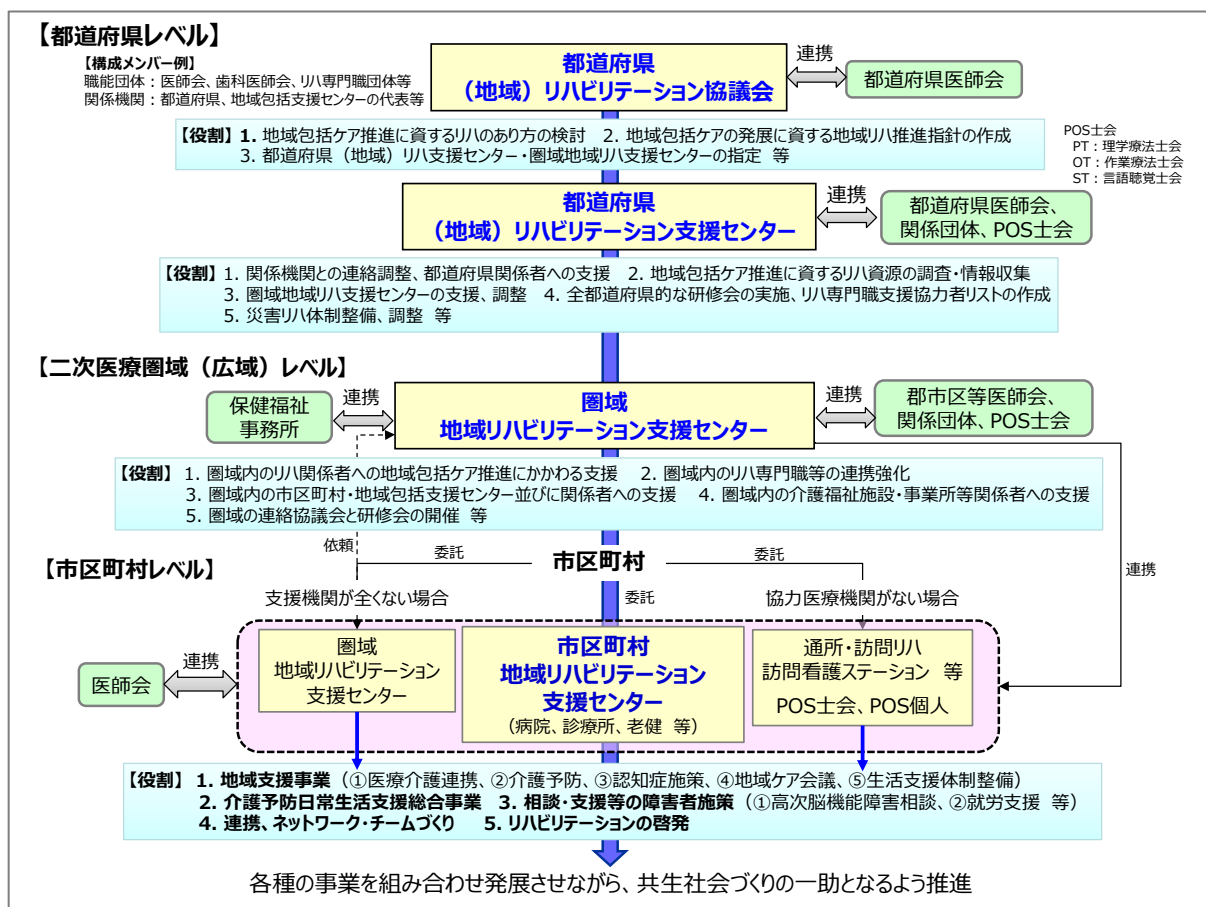 【都道府県レベル】
【構成メンバー例】
職能団体：医師会、歯科医師会、リハ専門職団体等
関係機関：都道府県、地域包括支援センターの代表等
都道府県
（地域）リハビリテーション協議会
連携
都道府県医師会
【役割】 1. 地域包括ケア推進に資するリハのあり方の検討　2. 地域包括ケアの発展に資する地域リハ推進指針の作成
3. 都道府県（地域）リハ支援センター・圏域地域リハ支援センターの指定 等
POS士会
PT：理学療法士会
OT：作業療法士会
ST：言語聴覚士会
都道府県
（地域）リハビリテーション支援センター
連携
都道府県医師会、
関係団体、POS士会
【役割】 1. 関係機関との連絡調整、都道府県関係者への支援　2. 地域包括ケア推進に資するリハ資源の調査・情報収集
3. 圏域地域リハ支援センターの支援、調整　4. 全都道府県的な研修会の実施、リハ専門職支援協力者リストの作成
5. 災害リハ体制整備、調整 等
【二次医療圏域（広域）レベル】
保健福祉
事務所
連携
圏域
地域リハビリテーション支援センター
連携
郡市区等医師会、
関係団体、POS士会
【役割】 1. 圏域内のリハ関係者への地域包括ケア推進にかかわる支援　2. 圏域内のリハ専門職等の連携強化
3. 圏域内の市区町村・地域包括支援センター並びに関係者への支援　4. 圏域内の介護福祉施設・事業所等関係者への支援
5. 圏域の連絡協議会と研修会の開催 等
依頼
委託
市区町村
委託
【市区町村レベル】
連携
支援機関が全くない場合
委託
協力医療機関がない場合
医師会
連携
圏域
地域リハビリテーション
支援センター
市区町村
地域リハビリテーション
支援センター
（病院、診療所、老健 等）
通所・訪問リハ
訪問看護ステーション 等
POS士会、POS個人
【役割】 1. 地域支援事業（①医療介護連携、②介護予防、③認知症施策、④地域ケア会議、⑤生活支援体制整備）
2. 介護予防日常生活支援総合事業　3. 相談・支援等の障害者施策（①高次脳機能障害相談、②就労支援 等）
4. 連携、ネットワーク・チームづくり　5. リハビリテーションの啓発
各種の事業を組み合わせ発展させながら、共生社会づくりの一助となるよう推進